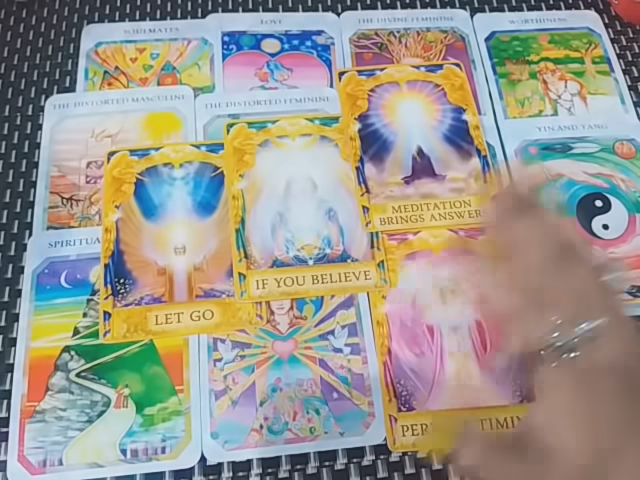 SOULMATES
LOVE
THE DIVINE FEMININE
WORTHINESS
THE DISTORTED MASCULINE
THE DISTORTED FEMININE
YIN AND YANG
MEDITATION
BRINGS ANSWER
IF YOU BELIEVE
LET GO